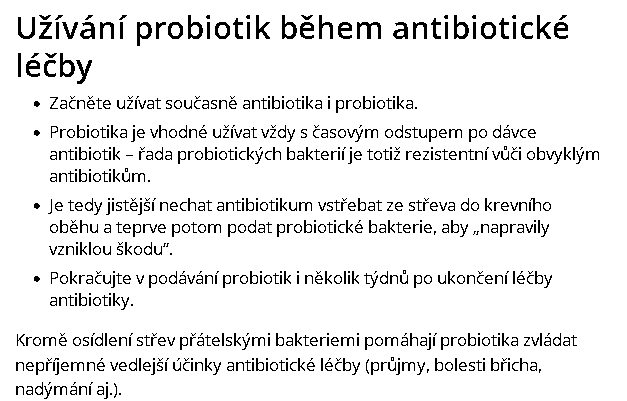 Užívání probiotik během antibiotické
léčby
• Začněte užívat současně antibiotika i probiotika.
• Probiotika je vhodné užívat vždy s časovým odstupem po dávce
antibiotik – řada probiotických bakterií je totiž rezistentní vůči obvyklým
antibiotikům.
• Je tedy jistější nechat antibiotikum vstřebat ze střeva do krevního
oběhu a teprve potom podat probiotické bakterie, aby „napravily
vzniklou škodu“.
• Pokračujte v podávání probiotik i několik týdnů po ukončení léčby
antibiotiky.
Kromě osídlení střev přátelskými bakteriemi pomáhají probiotika zvládat
nepříjemné vedlejší účinky antibiotické léčby (průjmy, bolesti břicha,
nadýmání aj.).